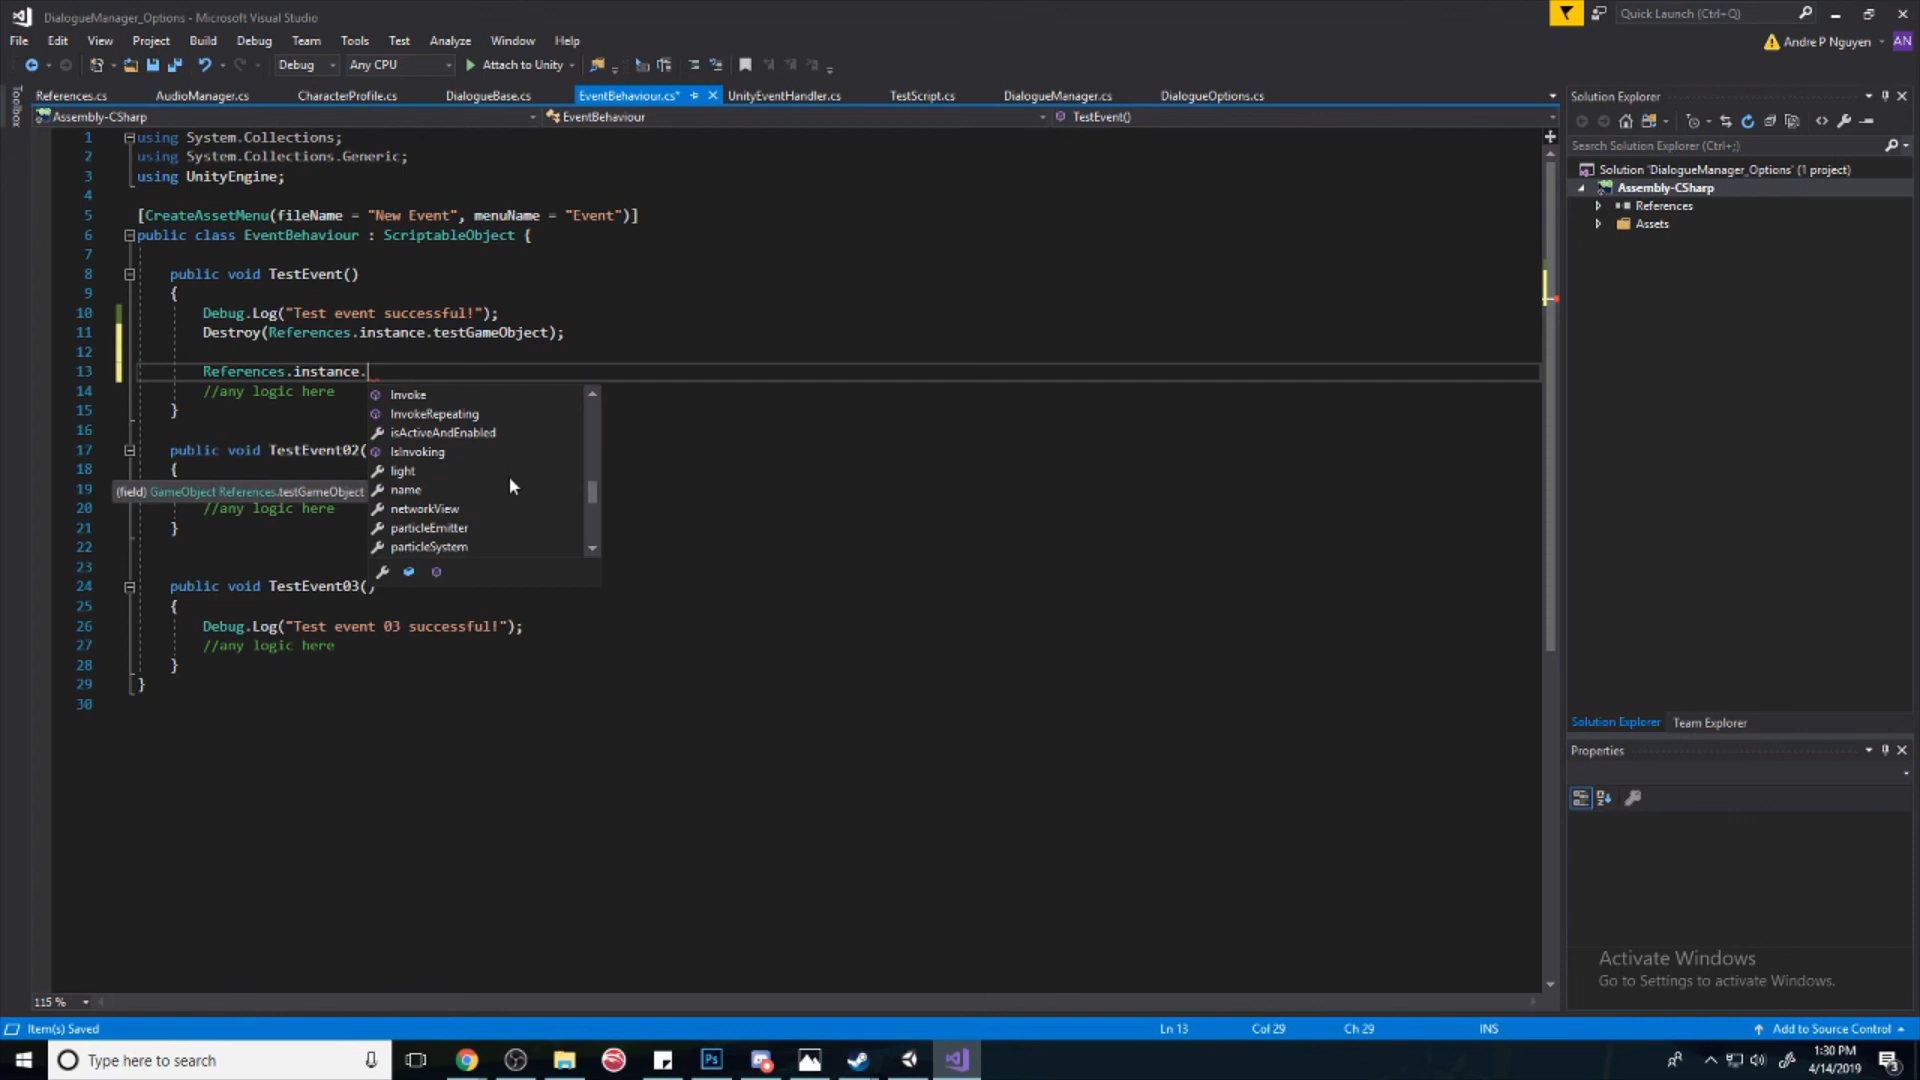 DialogueManager_Options - Microsoft Visual Studio
Quick Launch (Ctrl+Q)
File Edit View Project Build Debug Team Tools Test Analyze Window Help
Andre P Nguyen AN
Debug Any CPU Attach to Unity
Toolbox
References.cs AudioManager.cs CharacterProfile.cs DialogueBase.cs EventBehaviour.cs* UnityEventHandler.cs TestScript.cs DialogueManager.cs DialogueOptions.cs
Assembly-CSharp EventBehaviour TestEvent()
1 using System.Collections;
2 using System.Collections.Generic;
3 using UnityEngine;
4
5 [CreateAssetMenu(fileName = "New Event", menuName = "Event")]
6 public class EventBehaviour : ScriptableObject {
7
8 public void TestEvent()
9 {
10 Debug.Log("Test event successful!");
11 Destroy(References.instance.testGameObject);
12
13 References.instance.
14 //any logic here
15 }
16
17 public void TestEvent02(
18 {
19
20 //any logic here
21 }
22
23
24 public void TestEvent03()
25 {
26 Debug.Log("Test event 03 successful!");
27 //any logic here
28 }
29 }
30
Invoke
InvokeRepeating
isActiveAndEnabled
IsInvoking
light
name
networkView
particleEmitter
particleSystem
(field) GameObject References.testGameObject
Solution Explorer
Search Solution Explorer (Ctrl+;)
Solution 'DialogueManager_Options' (1 project)
Assembly-CSharp
References
Assets
Solution Explorer Team Explorer
Properties
Activate Windows
Go to Settings to activate Windows.
115 %
Item(s) Saved Ln 13 Col 29 Ch 29 INS Add to Source Control
Type here to search
Ps
1:30 PM
4/14/2019
3